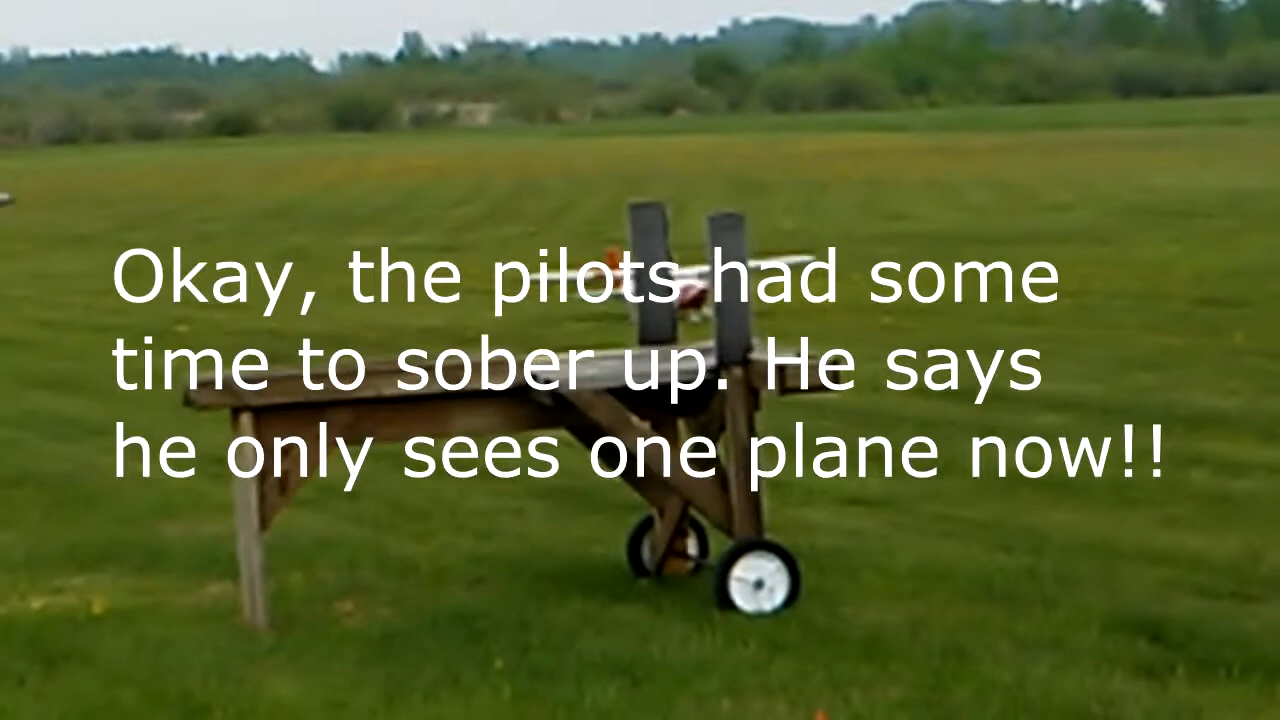 Okay, the pilots had some
time to sober up. He says
he only sees one plane now!!